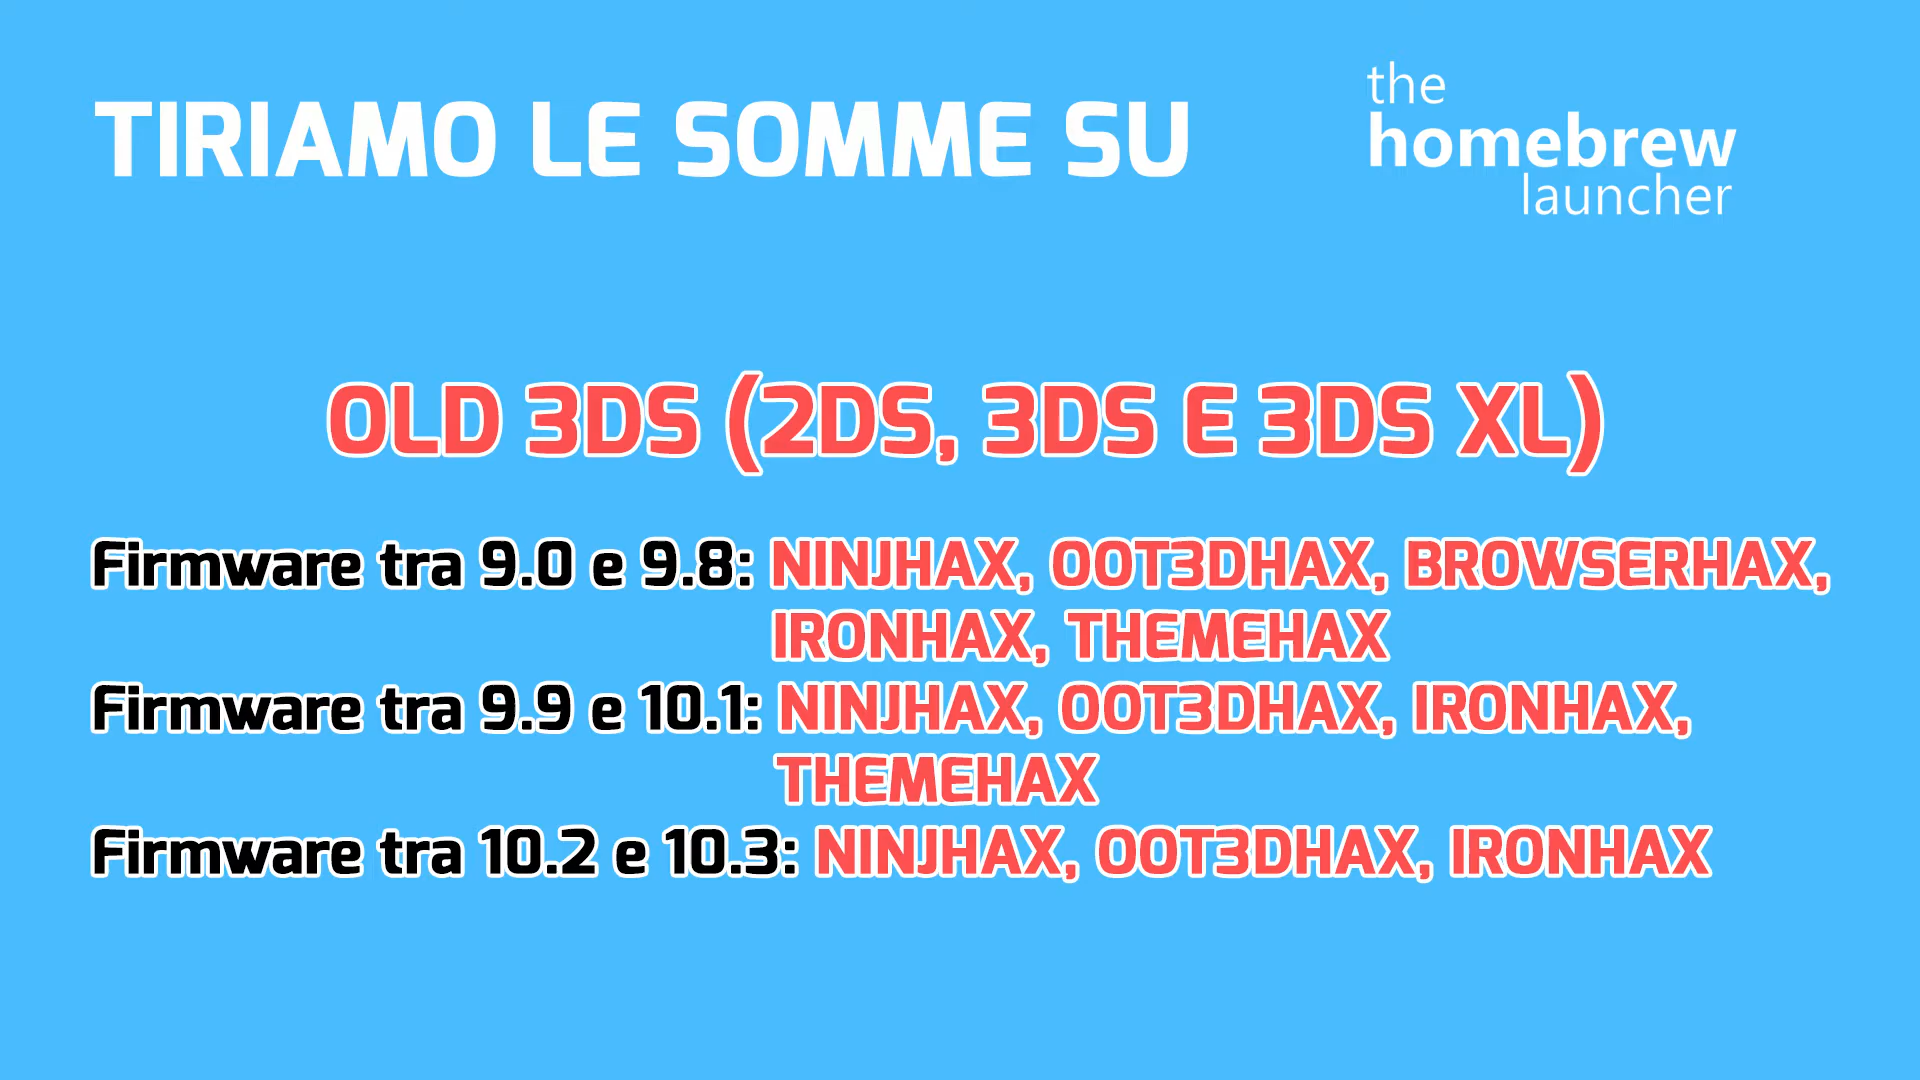 TIRIAMO LE SOMME SU
the
homebrew
launcher
OLD 3DS (2DS, 3DS E 3DS XL)
Firmware tra 9.0 e 9.8: NINJHAX, OOT3DHAX, BROWSERHAX,
IRONHAX, THEMEHAX
Firmware tra 9.9 e 10.1: NINJHAX, OOT3DHAX, IRONHAX,
THEMEHAX
Firmware tra 10.2 e 10.3: NINJHAX, OOT3DHAX, IRONHAX